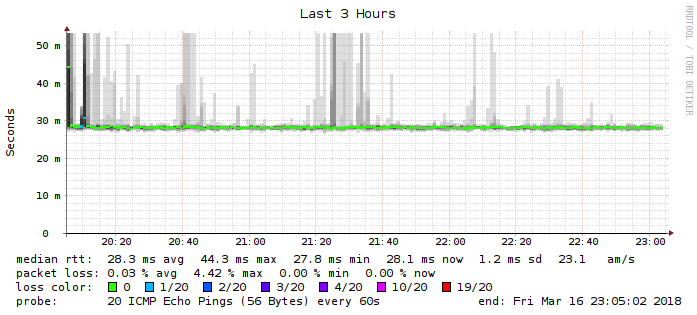 Last 3 Hours
RRDTOOL / TOBI OETIKER
Seconds
50 m
40 m
30 m
20 m
10 m
0
20:20 20:40 21:00 21:20 21:40 22:00 22:20 22:40 23:00
median rtt: 28.3 ms avg 44.3 ms max 27.8 ms min 28.1 ms now 1.2 ms sd 23.1 am/s
packet loss: 0.03 % avg 4.42 % max 0.00 % min 0.00 % now
loss color: 0 1/20 2/20 3/20 4/20 10/20 19/20
probe: 20 ICMP Echo Pings (56 Bytes) every 60s end: Fri Mar 16 23:05:02 2018